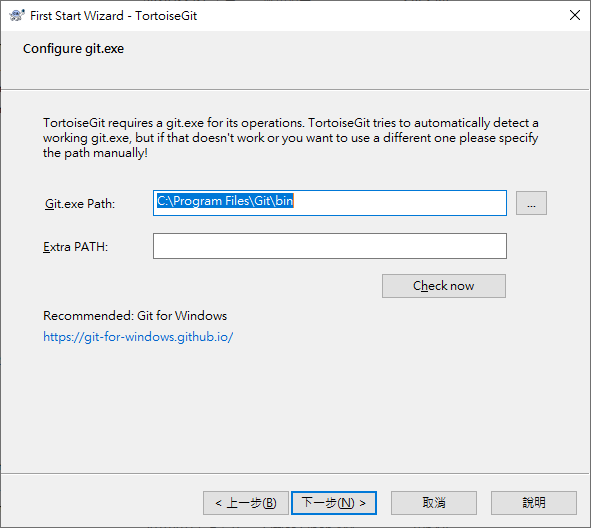 First Start Wizard - TortoiseGit
Configure git.exe
TortoiseGit requires a git.exe for its operations. TortoiseGit tries to automatically detect a
working git.exe, but if that doesn't work or you want to use a different one please specify
the path manually!
Git.exe Path:
C:\Program Files\Git\bin
...
Extra PATH:
Check now
Recommended: Git for Windows
https://git-for-windows.github.io/
< 上一步(B)
下一步(N) >
取消
說明